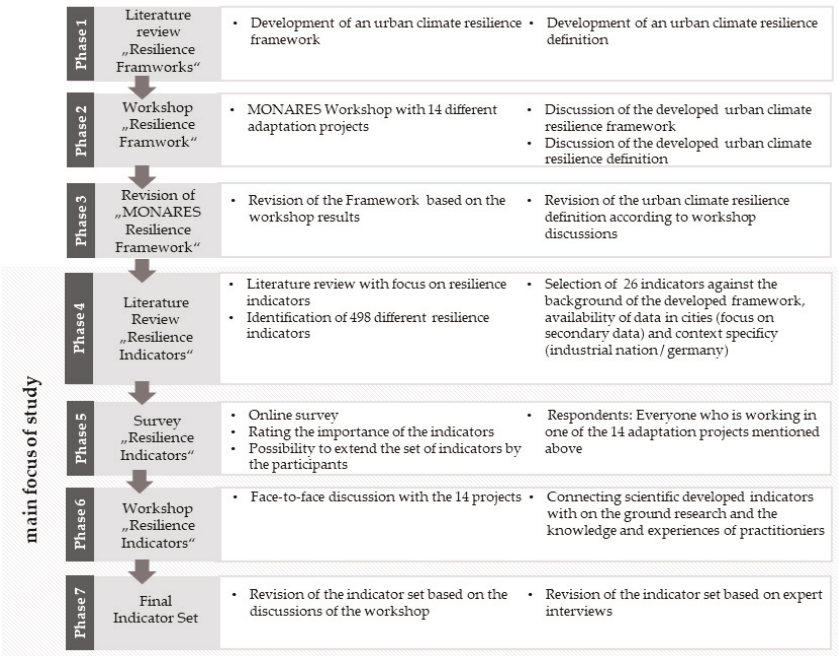 Phase 1
Literature
review
„Resilience
Framworks“
• Development of an urban climate resilience
framework
• Development of an urban climate resilience
definition
Phase 2
Workshop
„Resilience
Framwork“
• MONARES Workshop with 14 different
adaptation projects
• Discussion of the developed urban climate
resilience framework
• Discussion of the developed urban climate
resilience definition
Phase 3
Revision of
„MONARES
Resilience
Framework“
• Revision of the Framework based on the
workshop results
• Revision of the urban climate resilience
definition according to workshop
discussions
main focus of study
Phase 4
Literature
Review
„Resilience
Indicators“
• Literature review with focus on resilience
indicators
• Identification of 498 different resilience
indicators
• Selection of 26 indicators against the
background of the developed framework,
availability of data in cities (focus on
secondary data) and context specificy
(industrial nation / germany)
Phase 5
Survey
„Resilience
Indicators“
• Online survey
• Rating the importance of the indicators
• Possibility to extend the set of indicators by
the participants
• Respondents: Everyone who is working in
one of the 14 adaptation projects mentioned
above
Phase 6
Workshop
„Resilience
Indicators“
• Face-to-face discussion with the 14 projects
• Connecting scientific developed indicators
with on the ground research and the
knowledge and experiences of practitioniers
Phase 7
Final
Indicator Set
• Revision of the indicator set based on the
discussions of the workshop
• Revision of the indicator set based on expert
interviews